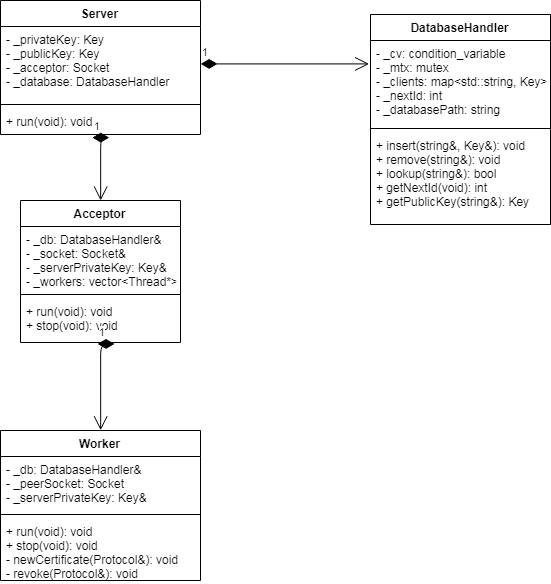 Server
- _privateKey: Key
- _publicKey: Key
- _acceptor: Socket
- _database: DatabaseHandler
+ run(void): void
1
1
DatabaseHandler
- _cv: condition_variable
- _mtx: mutex
- _clients: map<std::string, Key>
- _nextId: int
- _databasePath: string
+ insert(string&, Key&): void
+ remove(string&): void
+ lookup(string&): bool
+ getNextId(void): int
+ getPublicKey(string&): Key
Acceptor
- _db: DatabaseHandler&
- _socket: Socket&
- _serverPrivateKey: Key&
- _workers: vector<Thread*>
+ run(void): void
+ stop(void): void
1
Worker
- _db: DatabaseHandler&
- _peerSocket: Socket
- _serverPrivateKey: Key&
+ run(void): void
+ stop(void): void
- newCertificate(Protocol&): void
- revoke(Protocol&): void